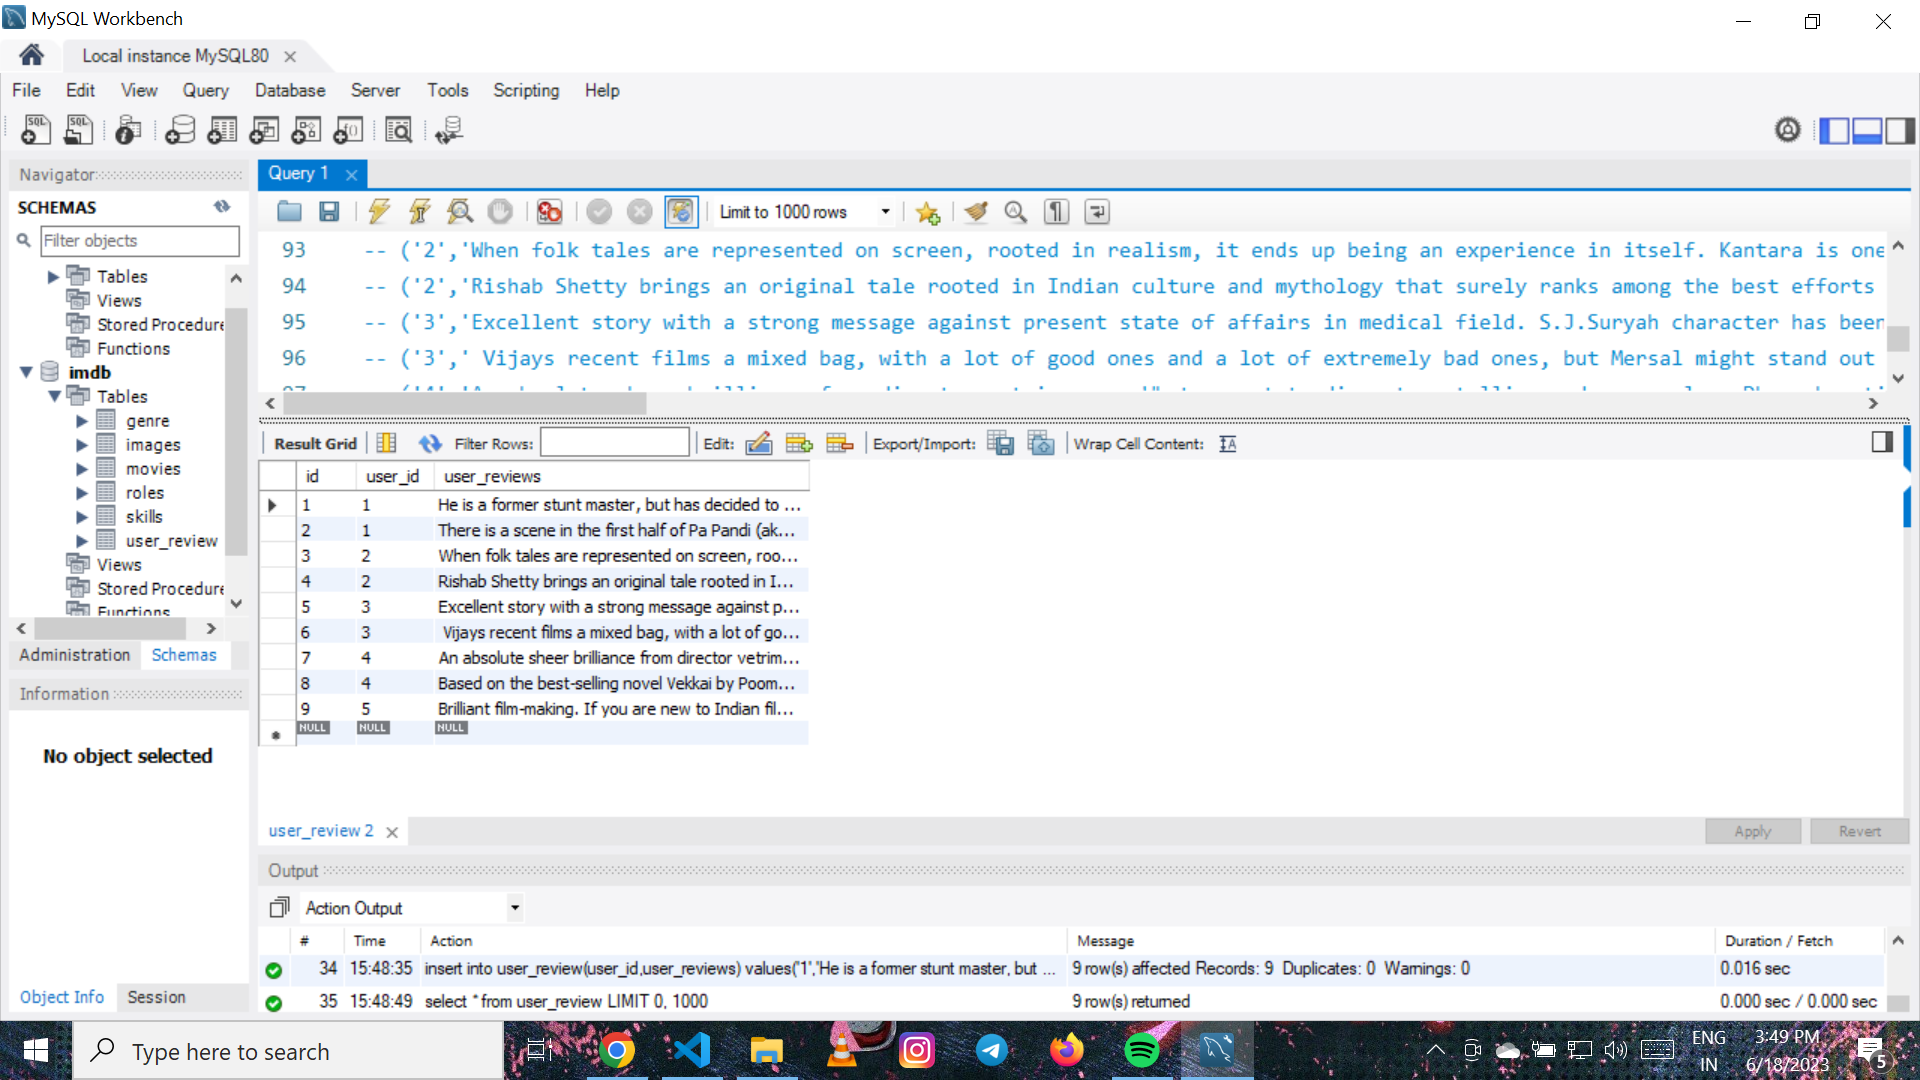 MySQL Workbench
Local instance MySQL80
File Edit View Query Database Server Tools Scripting Help
Navigator
SCHEMAS
Filter objects
Tables
Views
Stored Procedure
Functions
imdb
Tables
genre
images
movies
roles
skills
user_review
Views
Stored Procedure
Functions
Administration Schemas
Information
No object selected
Object Info Session
Query 1
Limit to 1000 rows
93 -- ('2','When folk tales are represented on screen, rooted in realism, it ends up being an experience in itself. Kantara is one
94 -- ('2','Rishab Shetty brings an original tale rooted in Indian culture and mythology that surely ranks among the best efforts
95 -- ('3','Excellent story with a strong message against present state of affairs in medical field. S.J.Suryah character has been
96 -- ('3',' Vijays recent films a mixed bag, with a lot of good ones and a lot of extremely bad ones, but Mersal might stand out
97
Result Grid Filter Rows: Edit: Export/Import: Wrap Cell Content:
id user_id user_reviews
1 1 He is a former stunt master, but has decided to ...
2 1 There is a scene in the first half of Pa Pandi (ak...
3 2 When folk tales are represented on screen, roo...
4 2 Rishab Shetty brings an original tale rooted in I...
5 3 Excellent story with a strong message against p...
6 3 Vijays recent films a mixed bag, with a lot of go...
7 4 An absolute sheer brilliance from director vetrim...
8 4 Based on the best-selling novel Vekkai by Poom...
9 5 Brilliant film-making. If you are new to Indian fil...
NULL NULL NULL
user_review 2
Apply Revert
Output
Action Output
# Time Action Message Duration / Fetch
34 15:48:35 insert into user_review(user_id,user_reviews) values('1','He is a former stunt master, but ... 9 row(s) affected Records: 9 Duplicates: 0 Warnings: 0 0.016 sec
35 15:48:49 select * from user_review LIMIT 0, 1000 9 row(s) returned 0.000 sec / 0.000 sec
Type here to search
ENG
IN
3:49 PM
6/18/2023
5